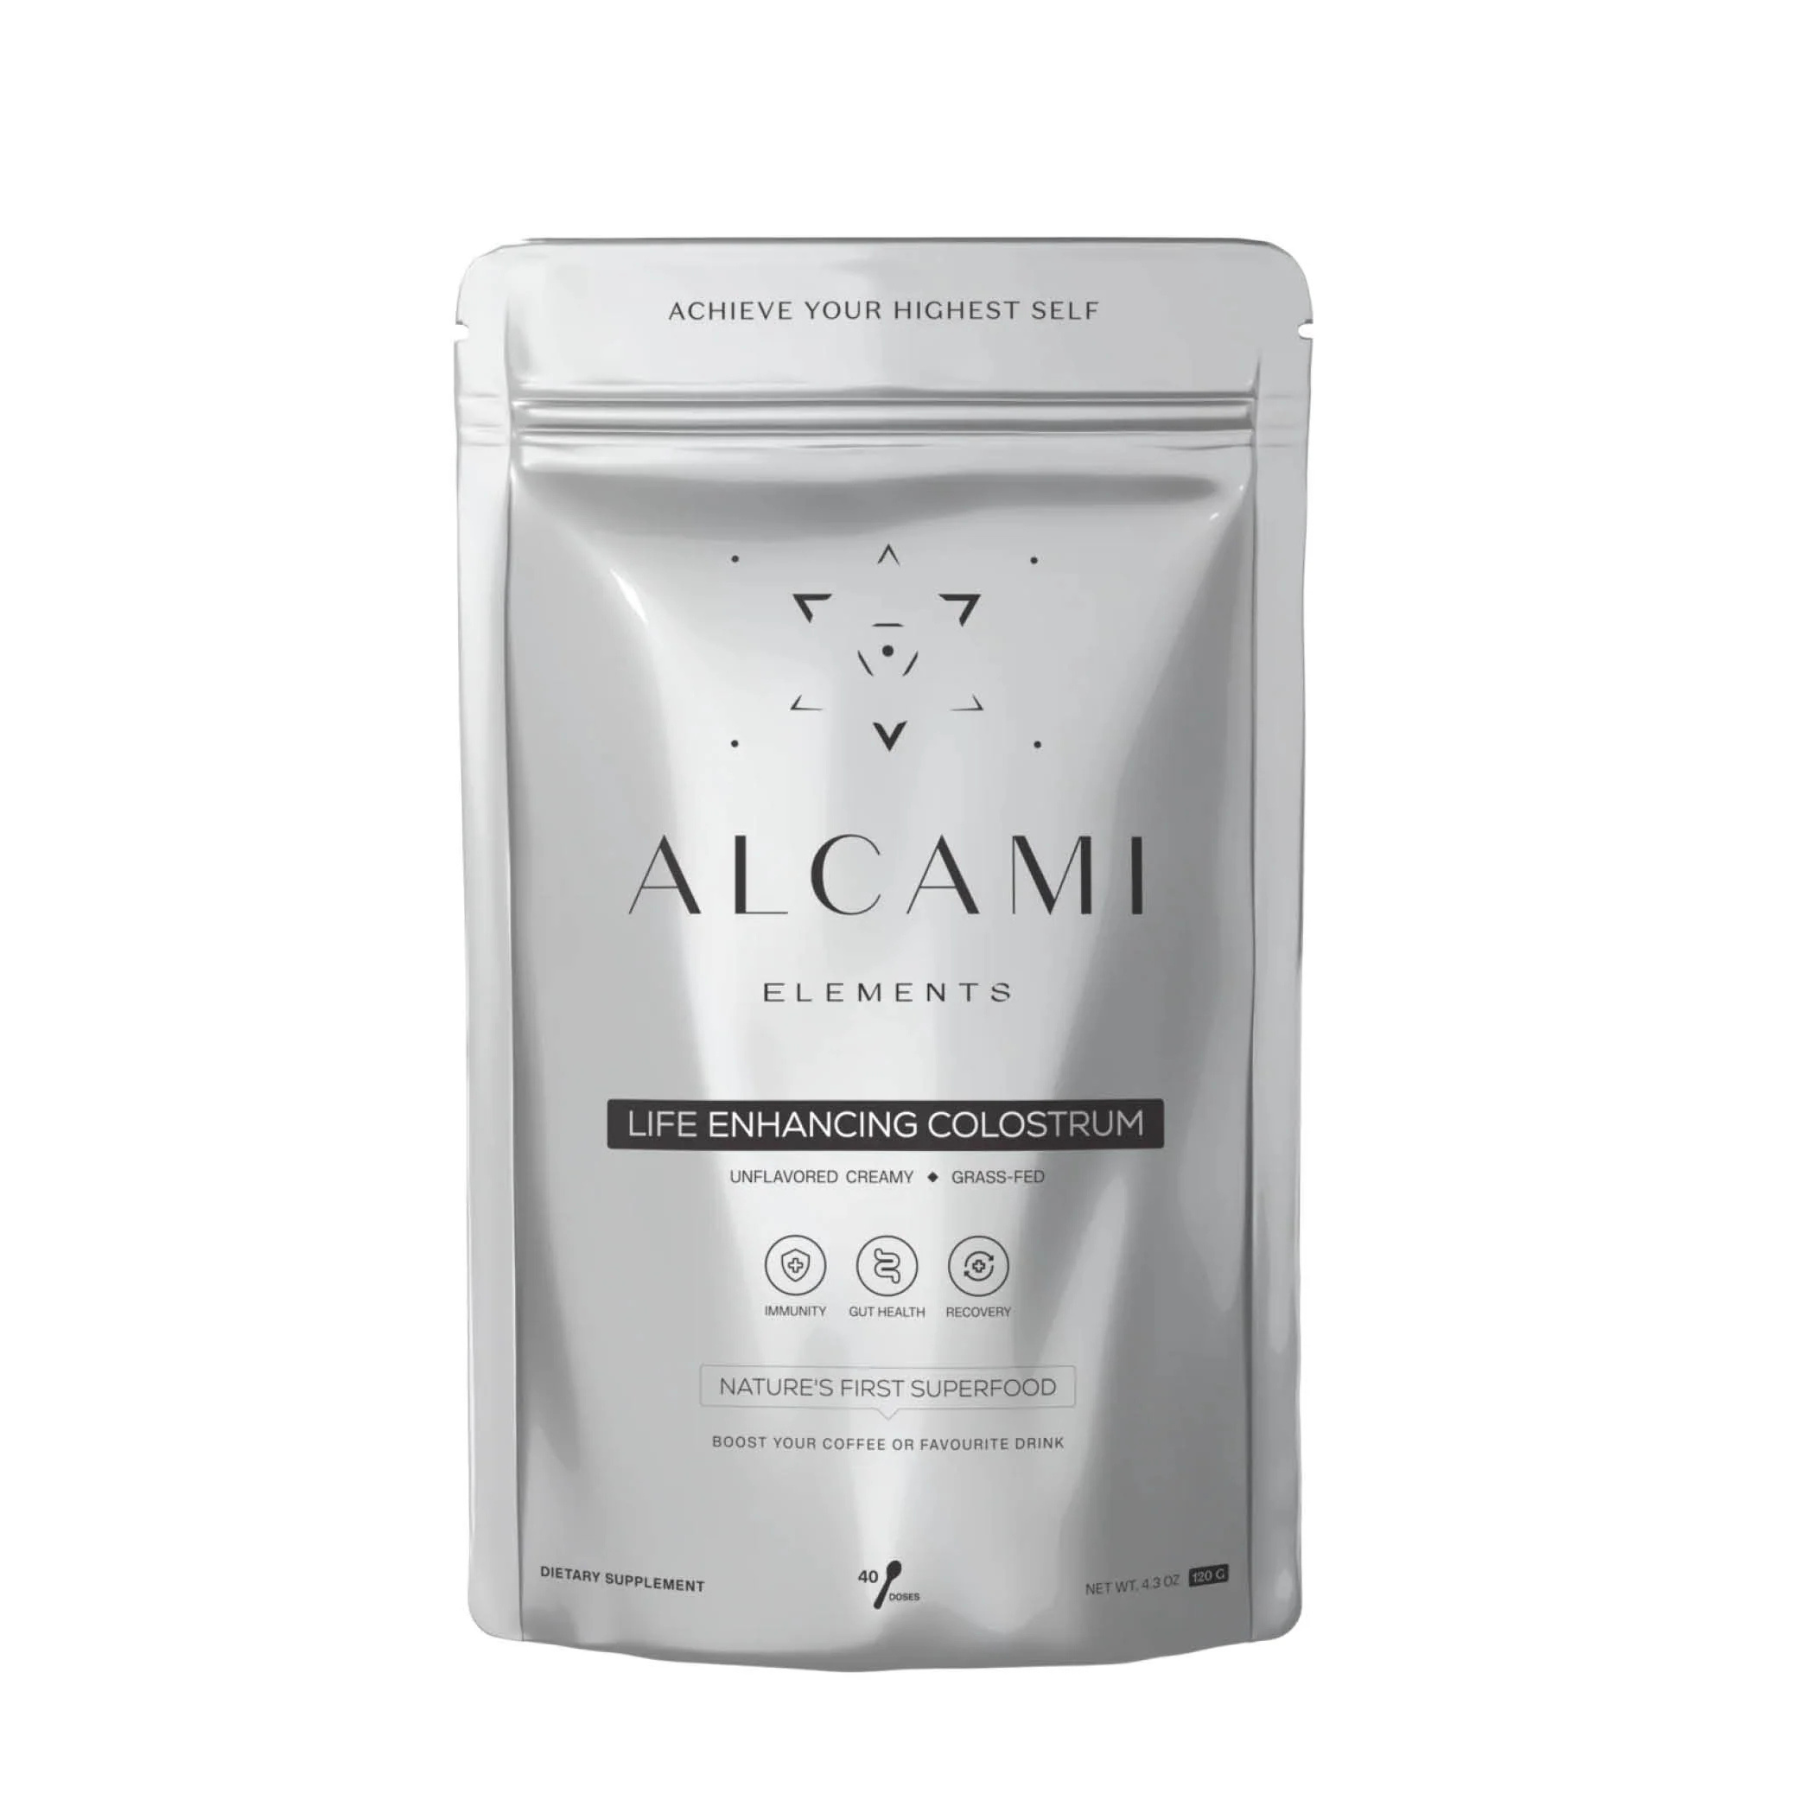 ACHIEVE YOUR HIGHEST SELF
ALCAMI
ELEMENTS
LIFE ENHANCING COLOSTRUM
UNFLAVORED CREAMY ◆ GRASS-FED
IMMUNITY GUT HEALTH RECOVERY
NATURE'S FIRST SUPERFOOD
BOOST YOUR COFFEE OR FAVOURITE DRINK
DIETARY SUPPLEMENT
40 DOSES
NET WT. 4.3 OZ 120 G